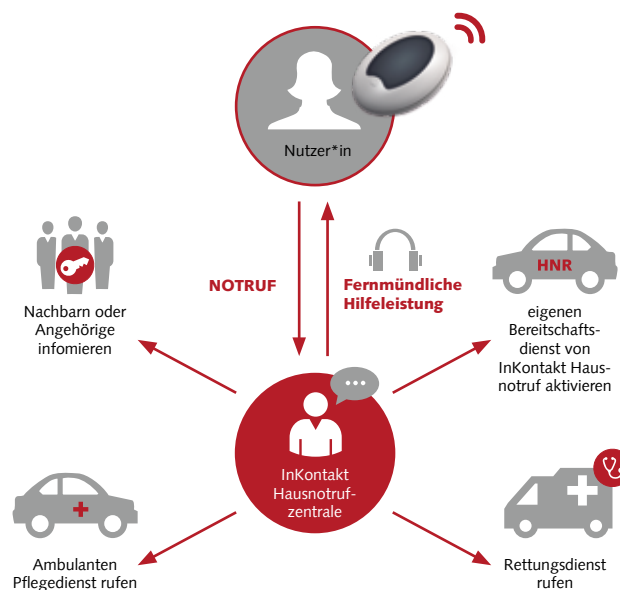 Nutzer*in
NOTRUF
Fernmündliche
Hilfeleistung
Nachbarn oder
Angehörige
infomieren
HNR
eigenen
Bereitschafts-
dienst von
InKontakt Haus-
notruf aktivieren
InKontakt
Hausnotruf-
zentrale
Ambulanten
Pflegedienst rufen
Rettungsdienst
rufen